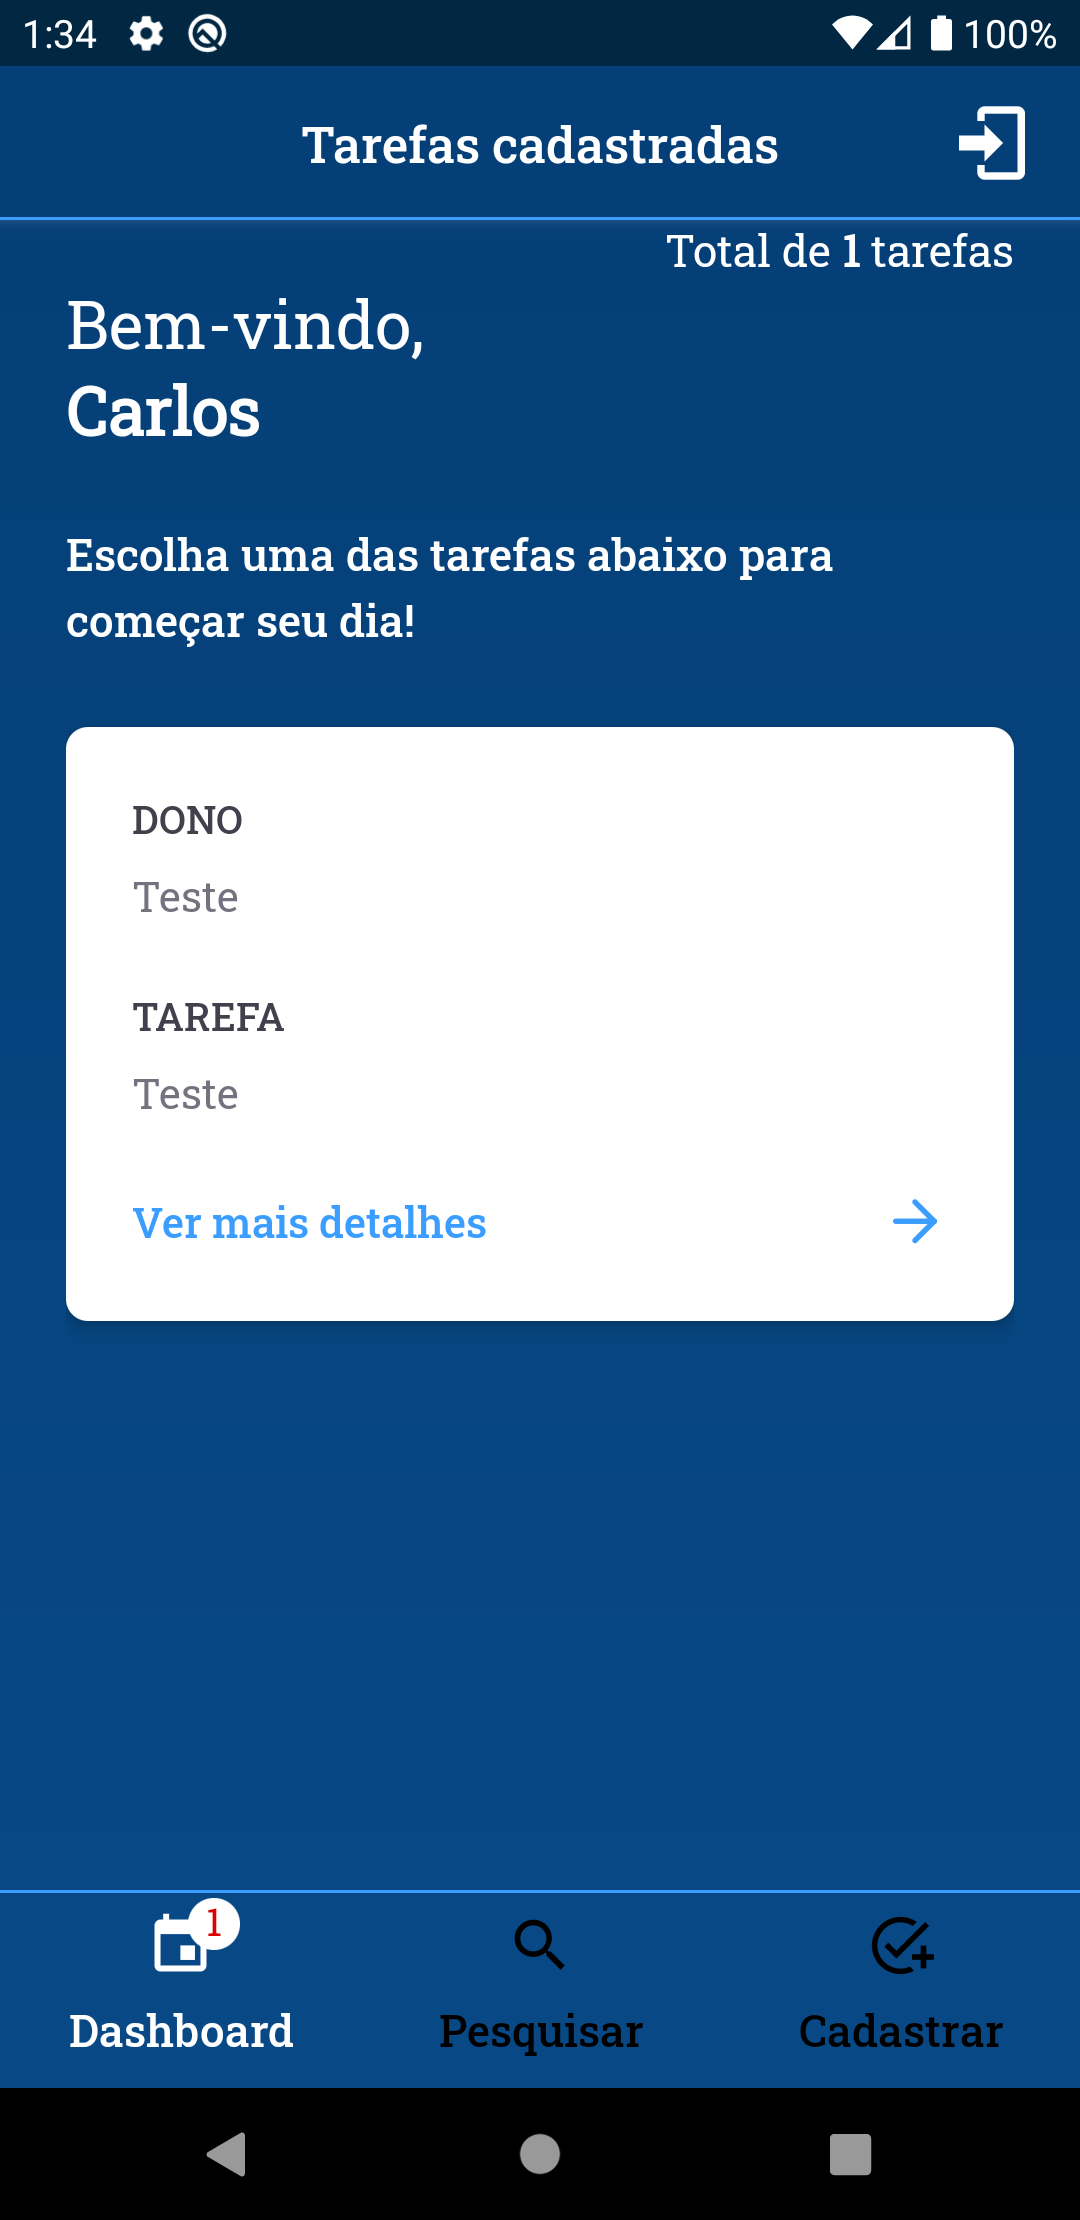 1:34 100%
Tarefas cadastradas
Total de 1 tarefas
Bem-vindo,
Carlos
Escolha uma das tarefas abaixo para
começar seu dia!
DONO
Teste
TAREFA
Teste
Ver mais detalhes
1
Dashboard Pesquisar Cadastrar